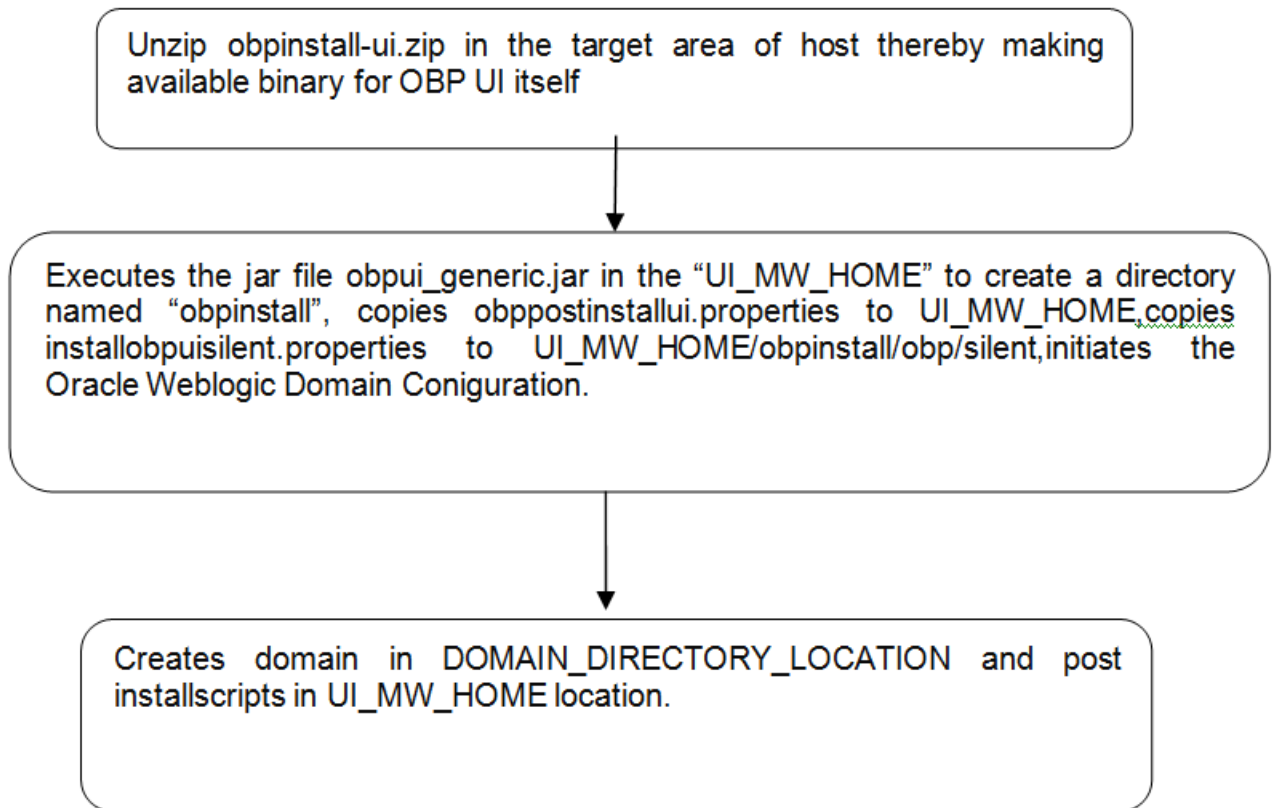 Unzip obpinstall-ui.zip in the target area of host thereby making
available binary for OBP UI itself
Executes the jar file obpui_generic.jar in the “UI_MW_HOME” to create a directory
named “obpinstall”, copies obppostinstallui.properties to UI_MW_HOME,copies
installobpuisilent.properties to UI_MW_HOME/obpinstall/obp/silent,initiates the
Oracle Weblogic Domain Coniguration.
Creates domain in DOMAIN_DIRECTORY_LOCATION and post
installscripts in UI_MW_HOME location.